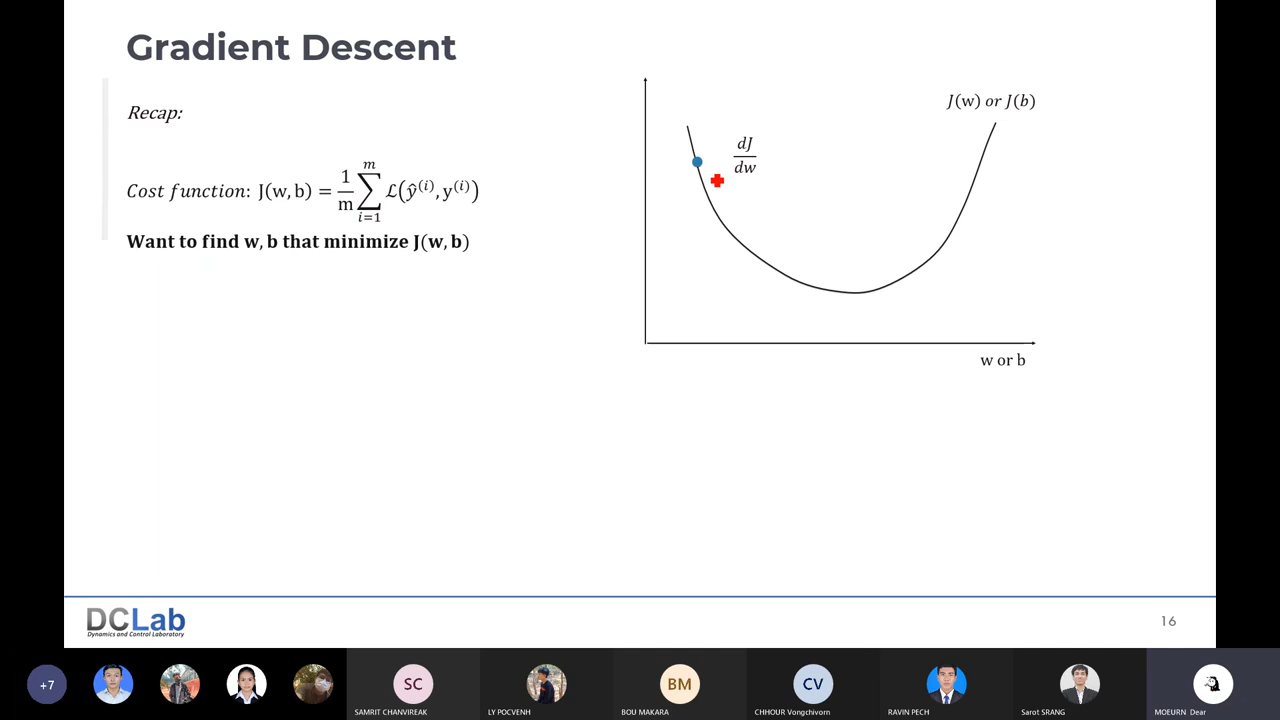 Gradient Descent
Recap:
Cost function: J(w, b) = 1/m ∑_{i=1}^{m} ℒ(ŷ^(i), y^(i))
Want to find w, b that minimize J(w, b)
J(w) or J(b)
dJ
dw
w or b
DCLab
Dynamics and Control Laboratory
16
+7
SC
BM
CV
SAMRIT CHANVIREAK
LY POCVENH
BOU MAKARA
CHHOUR Vongchivorn
RAVIN PECH
Sarot SRANG
MOEURN Dear